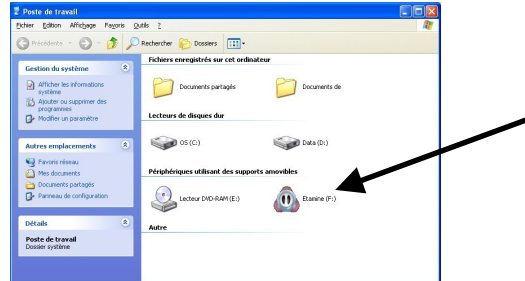 Poste de travail
Fichier Edition Affichage Favoris Outils ?
Précédente Rechercher Dossiers
Gestion du système
Afficher les informations
système
Ajouter ou supprimer des
programmes
Modifier un paramètre
Autres emplacements
Favoris réseau
Mes documents
Documents partagés
Panneau de configuration
Détails
Poste de travail
Dossier système
Fichiers enregistrés sur cet ordinateur
Documents partagés
Documents de
Lecteurs de disques dur
OS (C:)
Data (D:)
Périphériques utilisant des supports amovibles
Lecteur DVD-RAM (E:)
Etamine (F:)
Autre